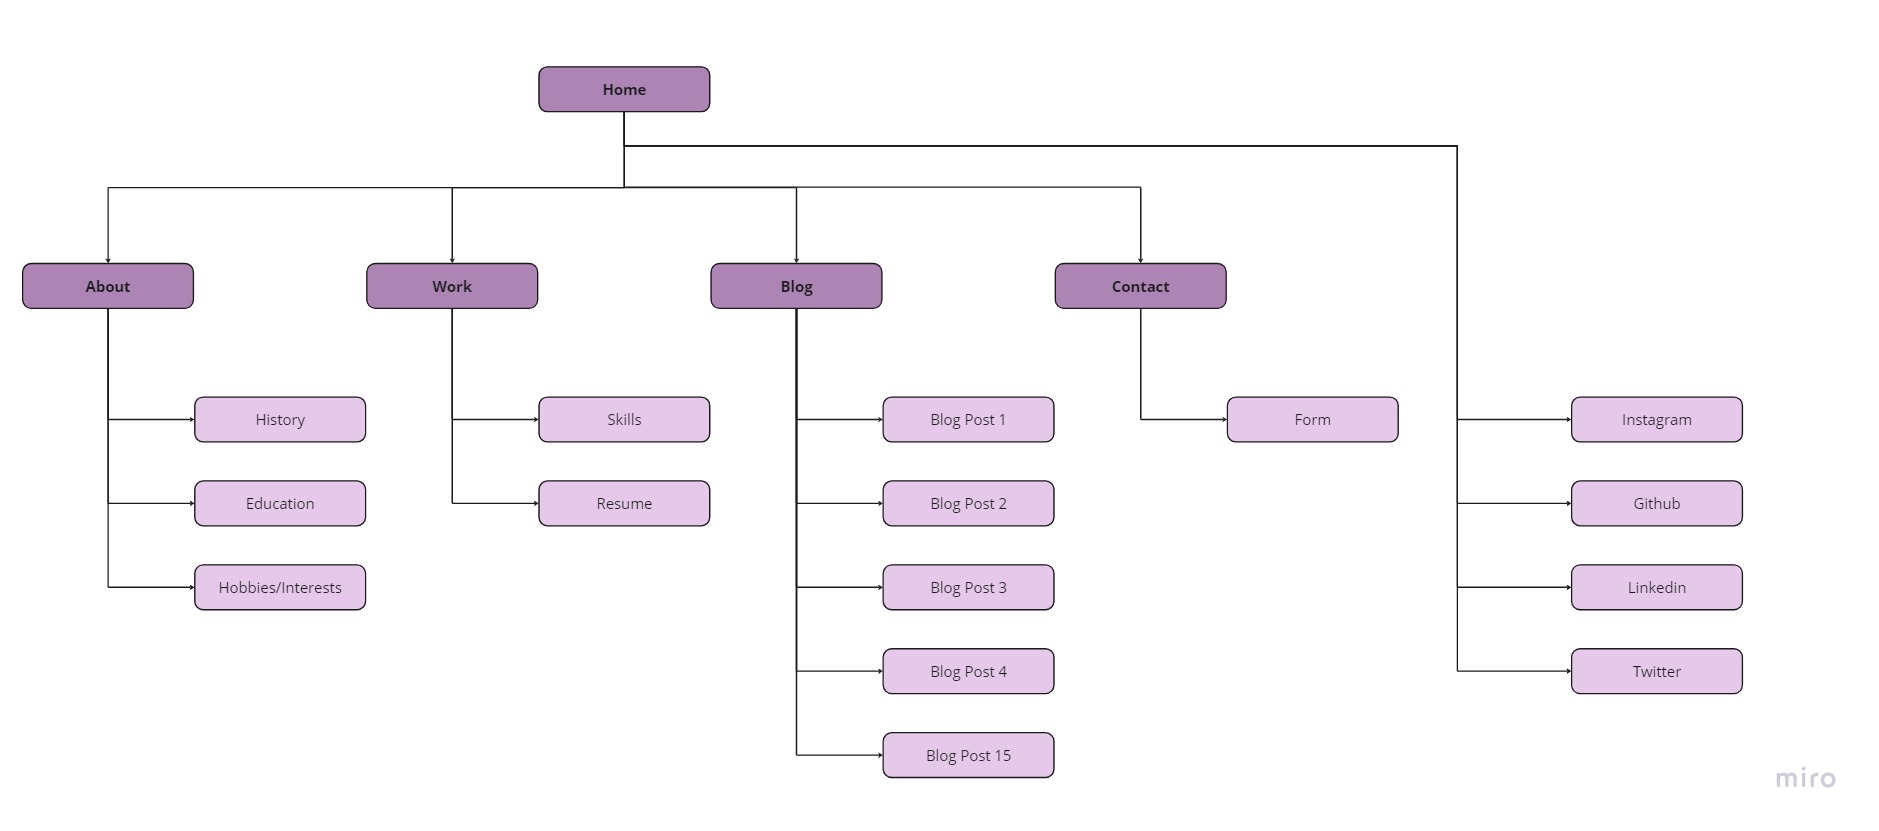 Home
About
Work
Blog
Contact
History
Skills
Blog Post 1
Form
Instagram
Education
Resume
Blog Post 2
Github
Hobbies/Interests
Blog Post 3
Linkedin
Blog Post 4
Twitter
Blog Post 15
miro